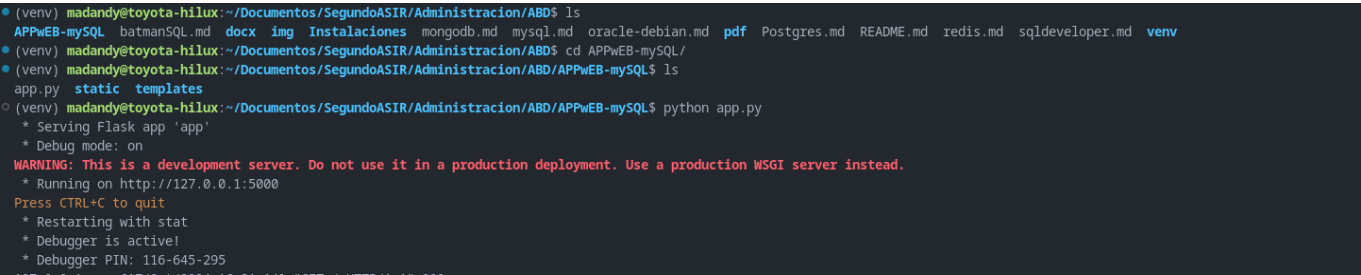 (venv) madandy@toyota-hilux:~/Documentos/SegundoASIR/Administracion/ABD$ ls
APPwEB-mySQL batmanSQL.md docx img Instalaciones mongodb.md mysql.md oracle-debian.md pdf Postgres.md README.md redis.md sqldeveloper.md venv
(venv) madandy@toyota-hilux:~/Documentos/SegundoASIR/Administracion/ABD$ cd APPwEB-mySQL/
(venv) madandy@toyota-hilux:~/Documentos/SegundoASIR/Administracion/ABD/APPwEB-mySQL$ ls
app.py static templates
(venv) madandy@toyota-hilux:~/Documentos/SegundoASIR/Administracion/ABD/APPwEB-mySQL$ python app.py
* Serving Flask app 'app'
* Debug mode: on
WARNING: This is a development server. Do not use it in a production deployment. Use a production WSGI server instead.
* Running on http://127.0.0.1:5000
Press CTRL+C to quit
* Restarting with stat
* Debugger is active!
* Debugger PIN: 116-645-295